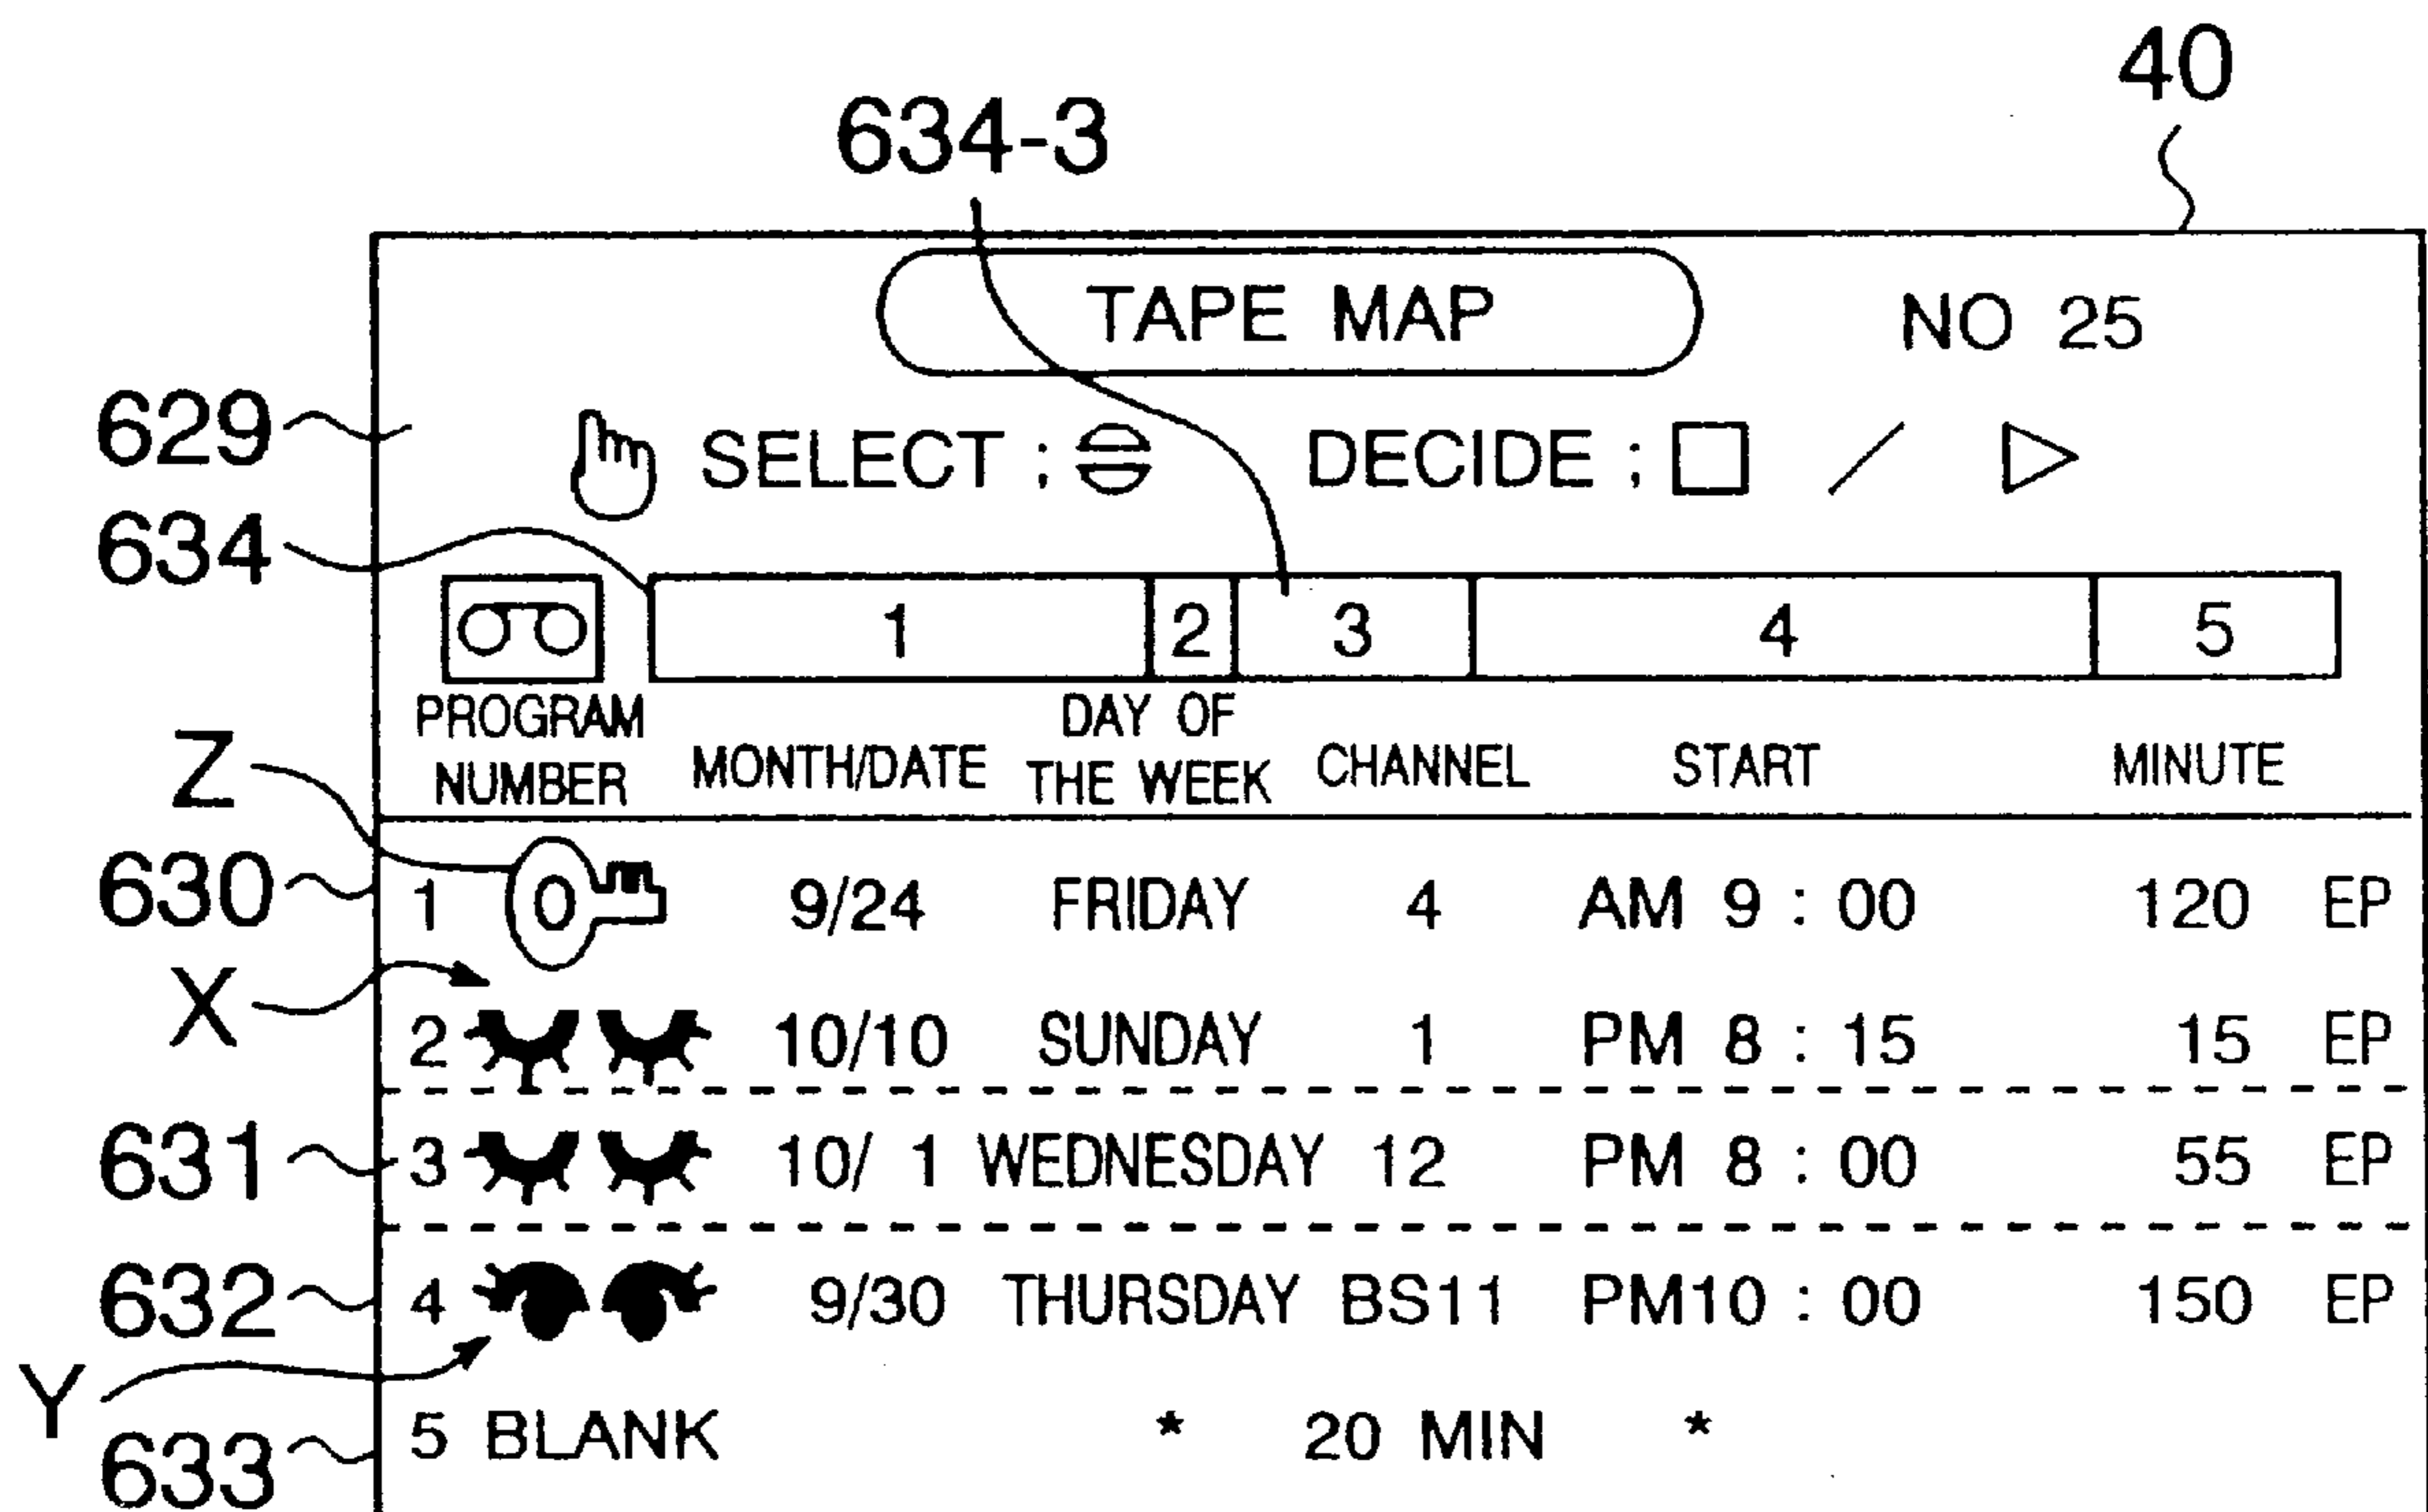 40
634-3
TAPE MAP NO 25
629 SELECT ; DECIDE ; /
634
1 2 3 4 5
PROGRAM NUMBER MONTH/DATE DAY OF THE WEEK CHANNEL START MINUTE
Z
630 1 0 9/24 FRIDAY 4 AM 9 : 00 120 EP
X
2 10/10 SUNDAY 1 PM 8 : 15 15 EP
631 3 10/ 1 WEDNESDAY 12 PM 8 : 00 55 EP
632 4 9/30 THURSDAY BS11 PM10 : 00 150 EP
Y
633 5 BLANK * 20 MIN *